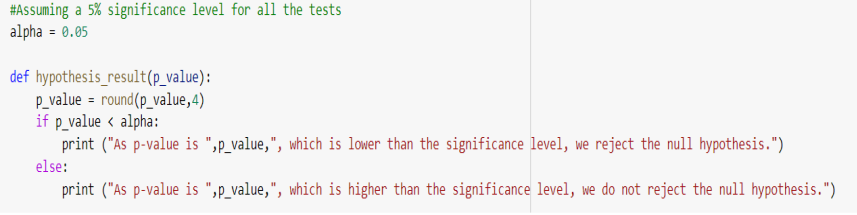 #Assuming a 5% significance level for all the tests
alpha = 0.05
def hypothesis_result(p_value):
    p_value = round(p_value,4)
    if p_value < alpha:
        print ("As p-value is ",p_value,", which is lower than the significance level, we reject the null hypothesis.")
    else:
        print ("As p-value is ",p_value,", which is higher than the significance level, we do not reject the null hypothesis.")